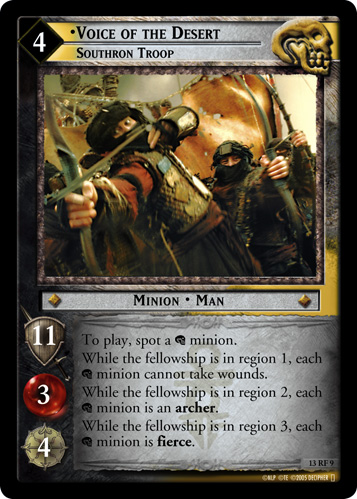 4
•Voice of the Desert
Southron Troop
Minion • Man
11
3
4
To play, spot a minion.
While the fellowship is in region 1, each
minion cannot take wounds.
While the fellowship is in region 2, each
minion is an archer.
While the fellowship is in region 3, each
minion is fierce.
13 RF 9
©NLP ©TE ©2005 DECIPHER